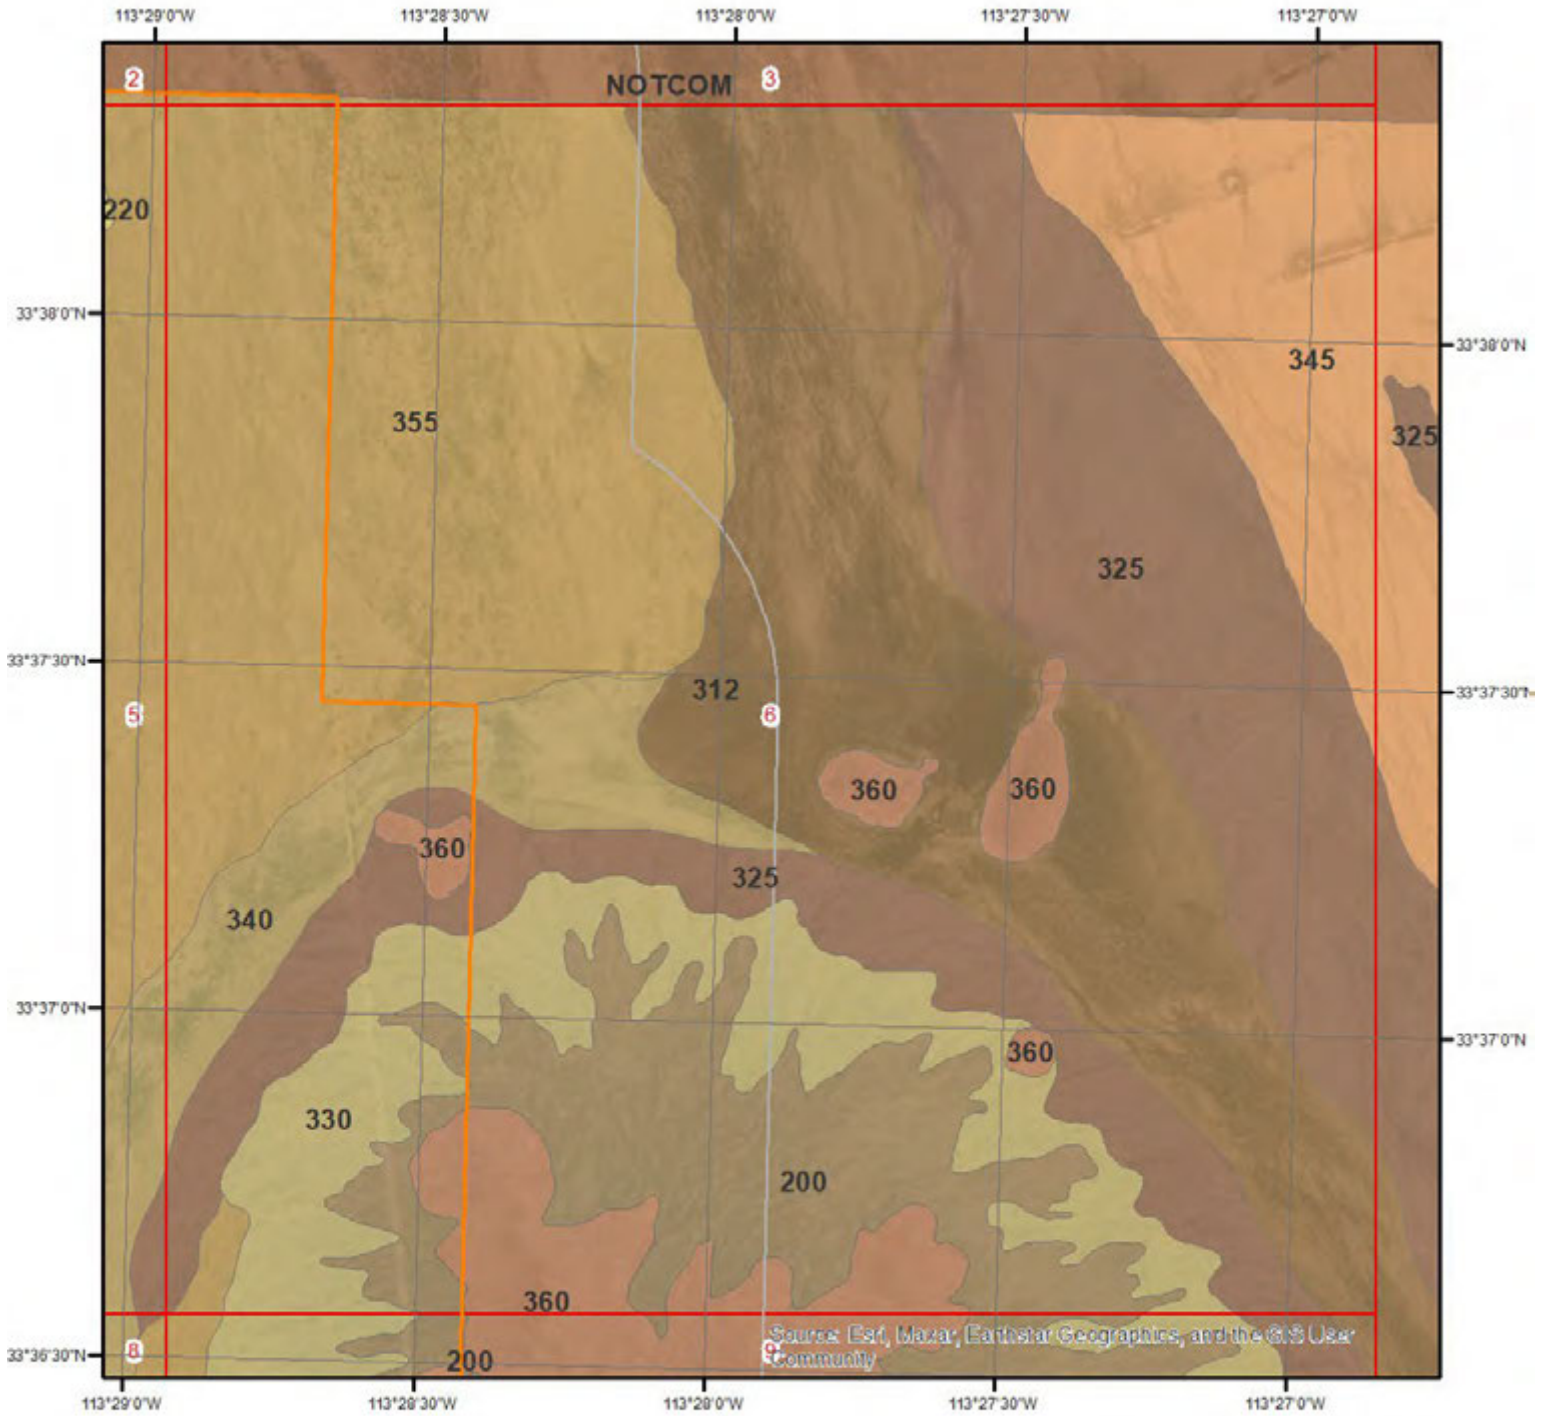 113°29'0"W 113°28'30"W 113°28'0"W 113°27'30"W 113°27'0"W
2 NOTCOM 3
220
33°38'0"N
33°38'0"N
345
355
325
325
33°37'30"N
312
33°37'30"N
5 6
360 360
360
325
340
33°37'0"N
33°37'0"N
360
330
200
360
Source: Esri, Maxar, Earthstar Geographics, and the GIS User
Community
8 9
33°36'30"N
200
113°29'0"W 113°28'30"W 113°28'0"W 113°27'30"W 113°27'0"W